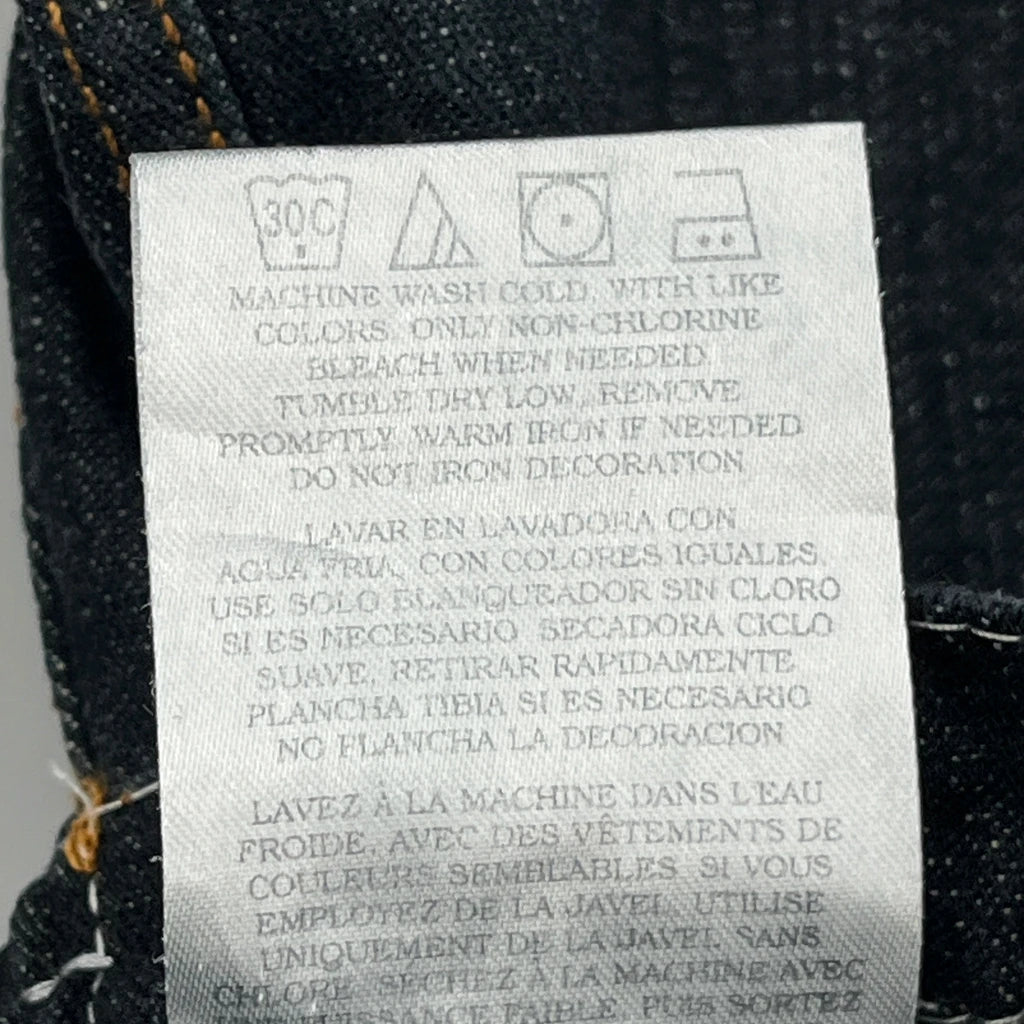 30C
MACHINE WASH COLD, WITH LIKE
COLORS. ONLY NON-CHLORINE
BLEACH WHEN NEEDED
TUMBLE DRY LOW, REMOVE
PROMPTLY. WARM IRON IF NEEDED
DO NOT IRON DECORATION
LAVAR EN LAVADORA CON
AGUA FRIA, CON COLORES IGUALES.
USE SOLO BLANQUEADOR SIN CLORO
SI ES NECESARIO. SECADORA CICLO
SUAVE, RETIRAR RAPIDAMENTE
PLANCHA TIBIA SI ES NECESARIO
NO PLANCHA LA DECORACION
LAVEZ À LA MACHINE DANS L'EAU
FROIDE, AVEC DES VÊTEMENTS DE
COULEURS SEMBLABLES. SI VOUS
EMPLOYEZ DE LA JAVEL, UTILISE
UNIQUEMENT DE LA JAVEL SANS
CHLORE. SECHEZ À LA MACHINE AVEC
PUISSANCE FAIBLE, PUIS SORTEZ